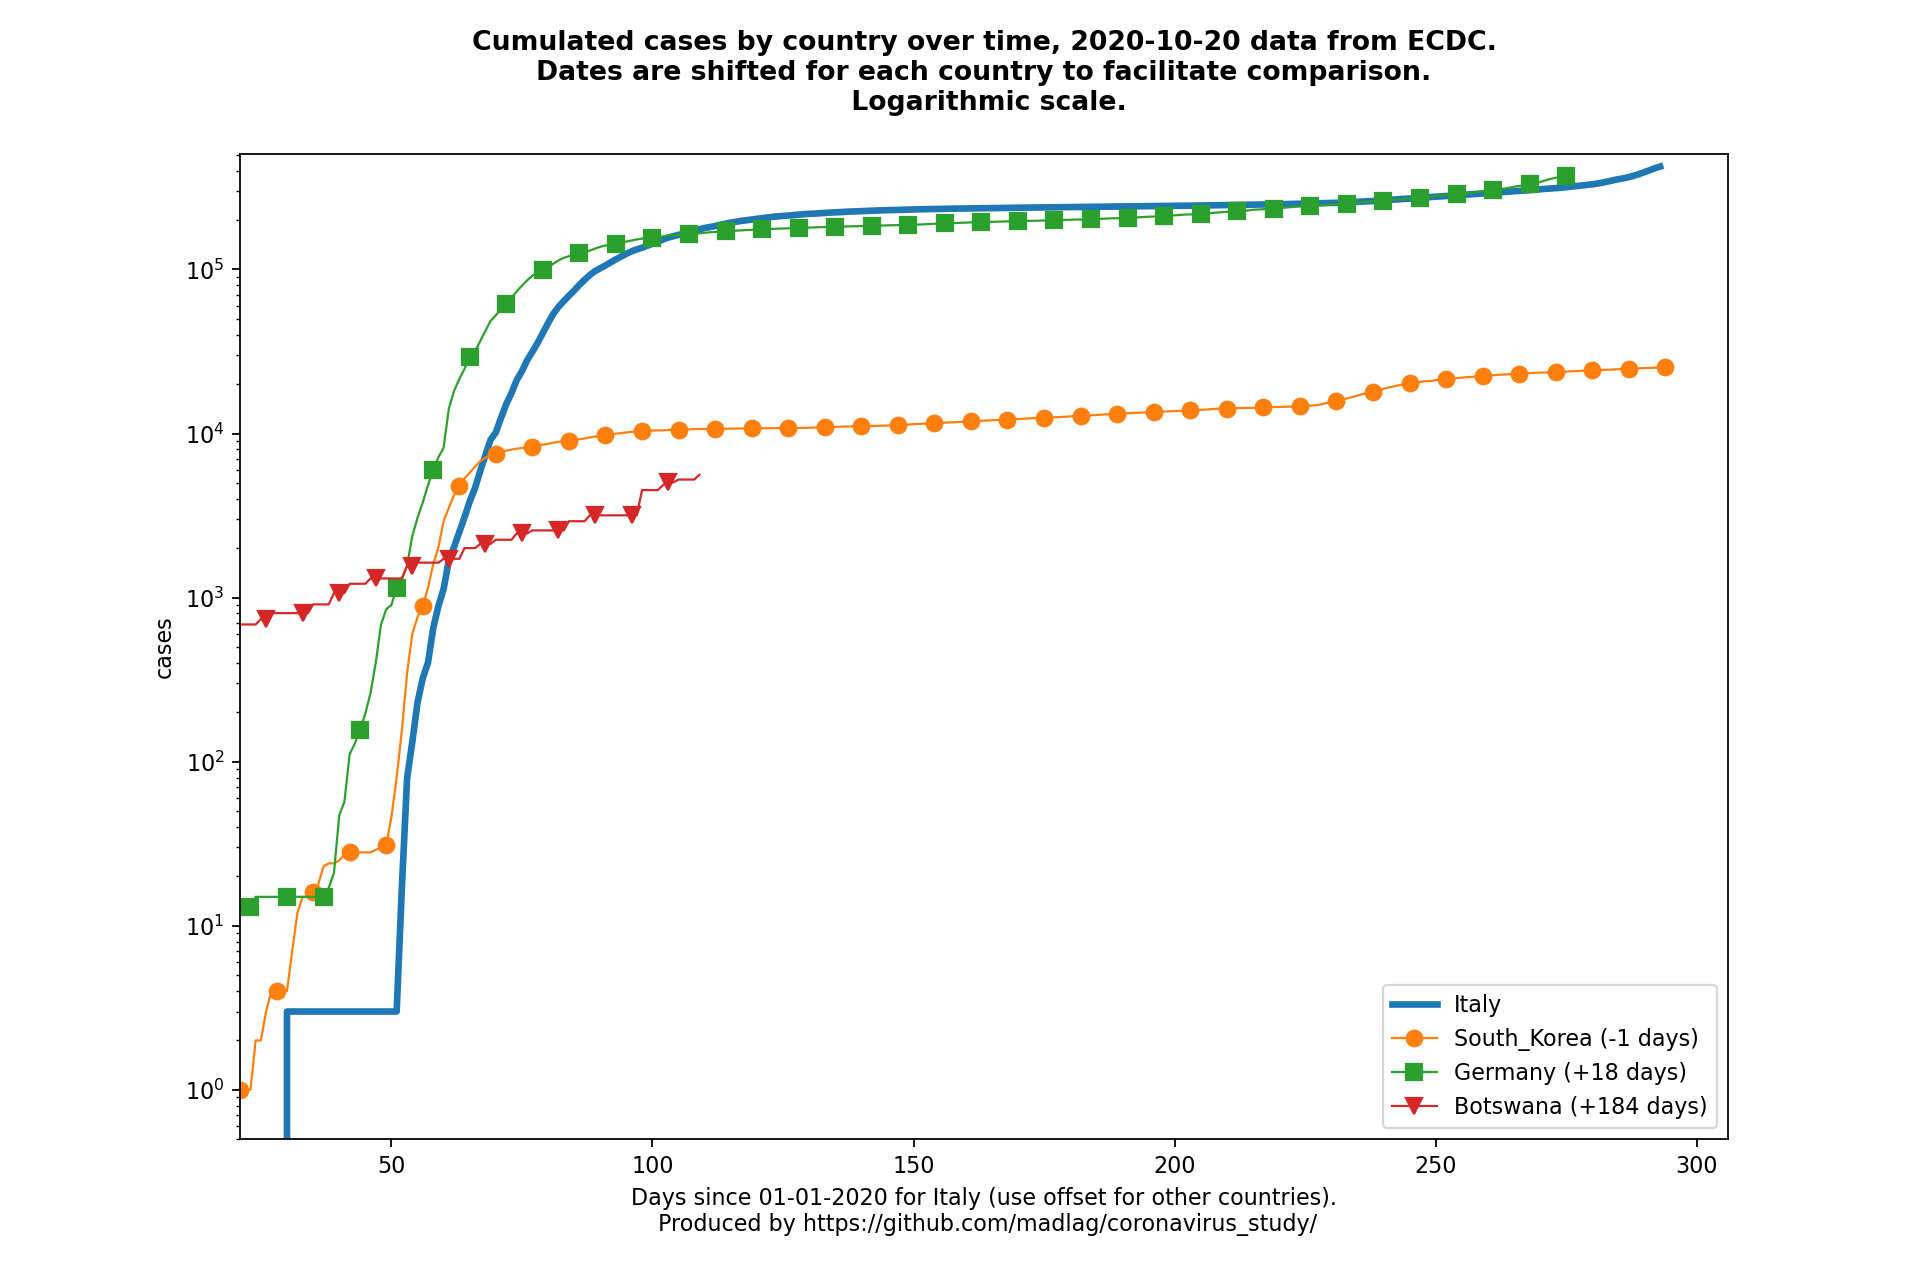 Cumulated cases by country over time, 2020-10-20 data from ECDC.
Dates are shifted for each country to facilitate comparison.
Logarithmic scale.
cases
10^5
10^4
10^3
10^2
10^1
10^0
50 100 150 200 250 300
Italy
South_Korea (-1 days)
Germany (+18 days)
Botswana (+184 days)
Days since 01-01-2020 for Italy (use offset for other countries).
Produced by https://github.com/madlag/coronavirus_study/